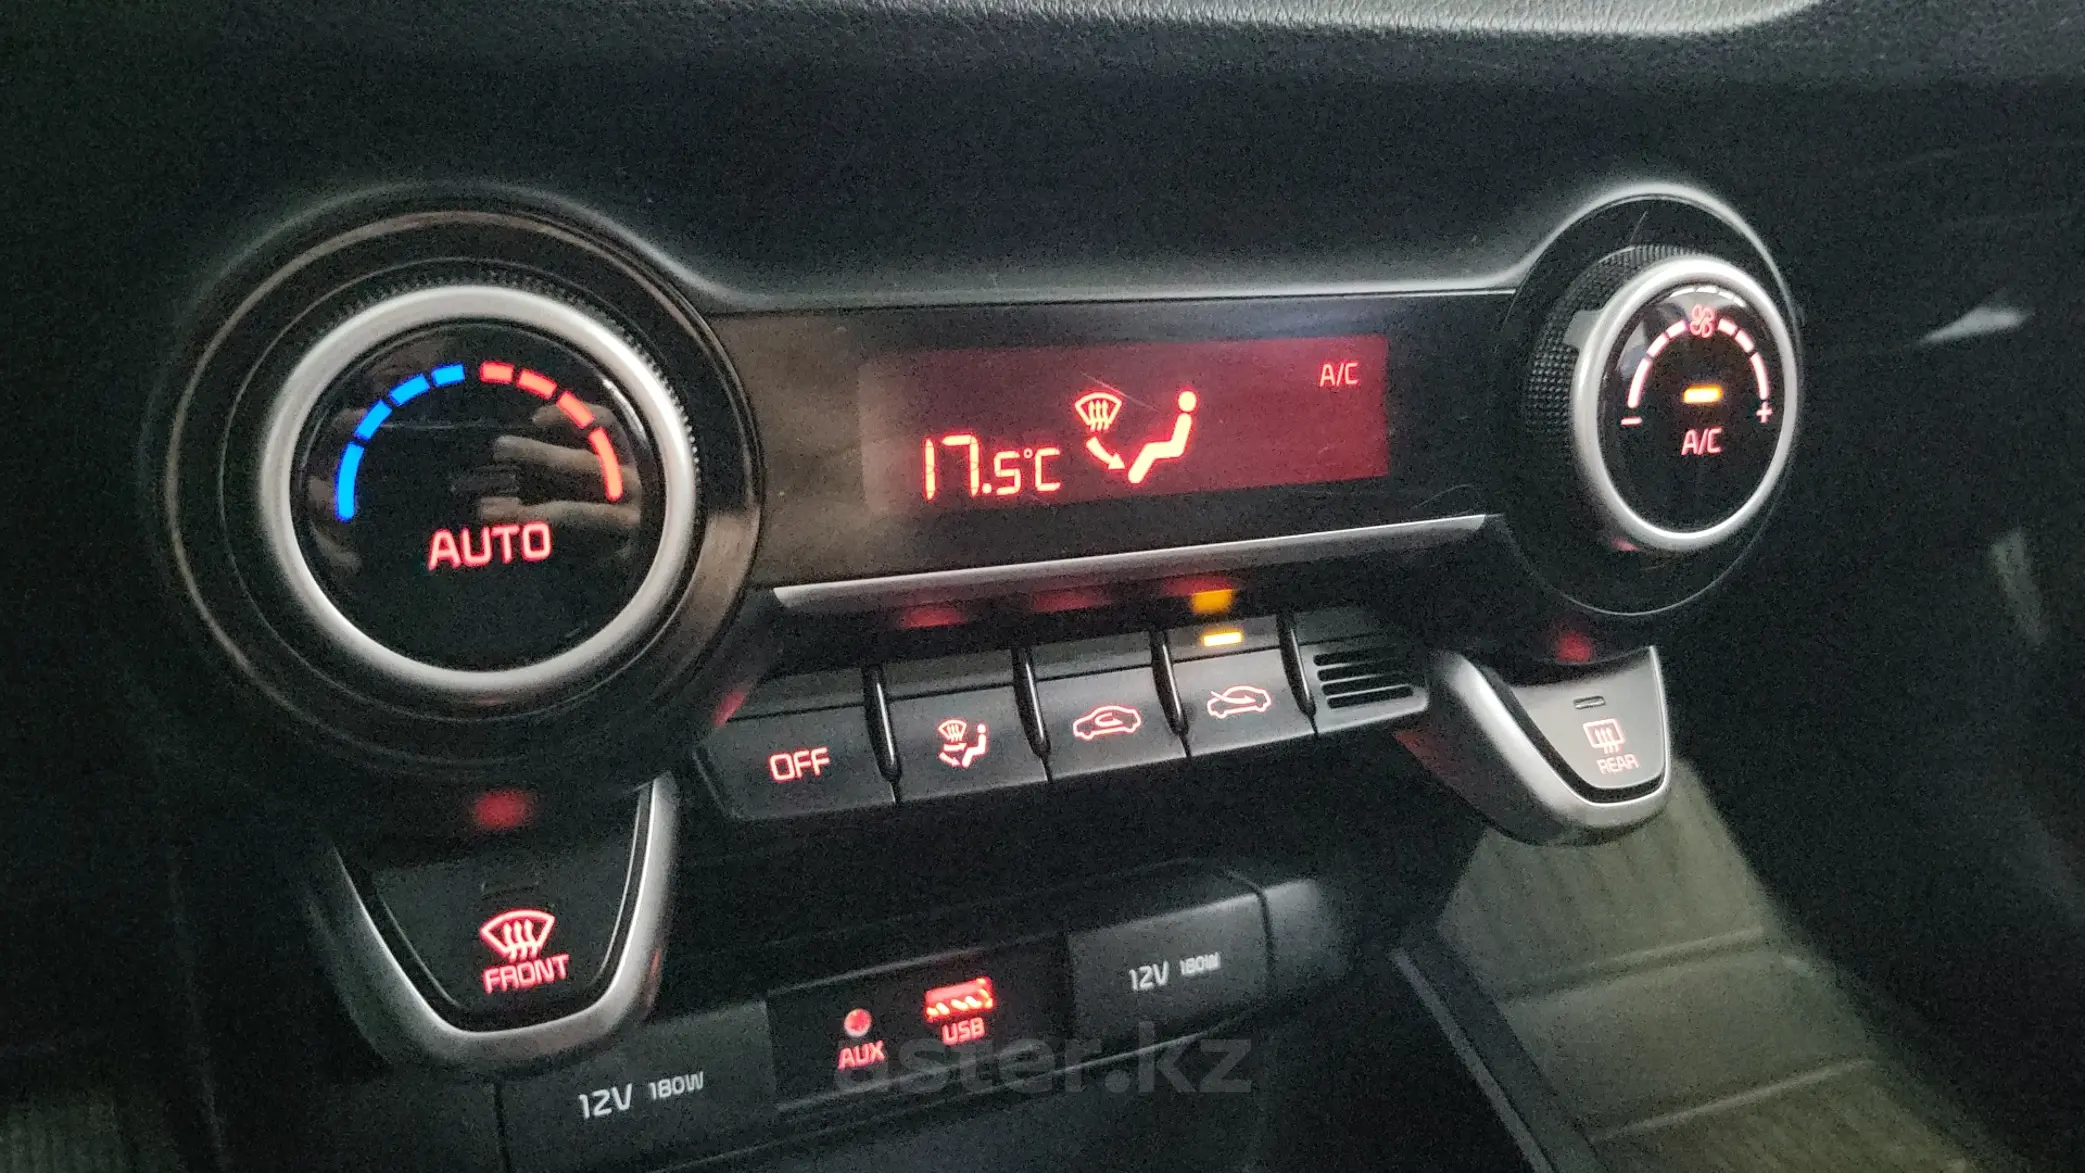 A/C
17.5°C
A/C
- +
AUTO
OFF
REAR
FRONT
12V 180W
AUX
USB
12V 180W
aster.kz